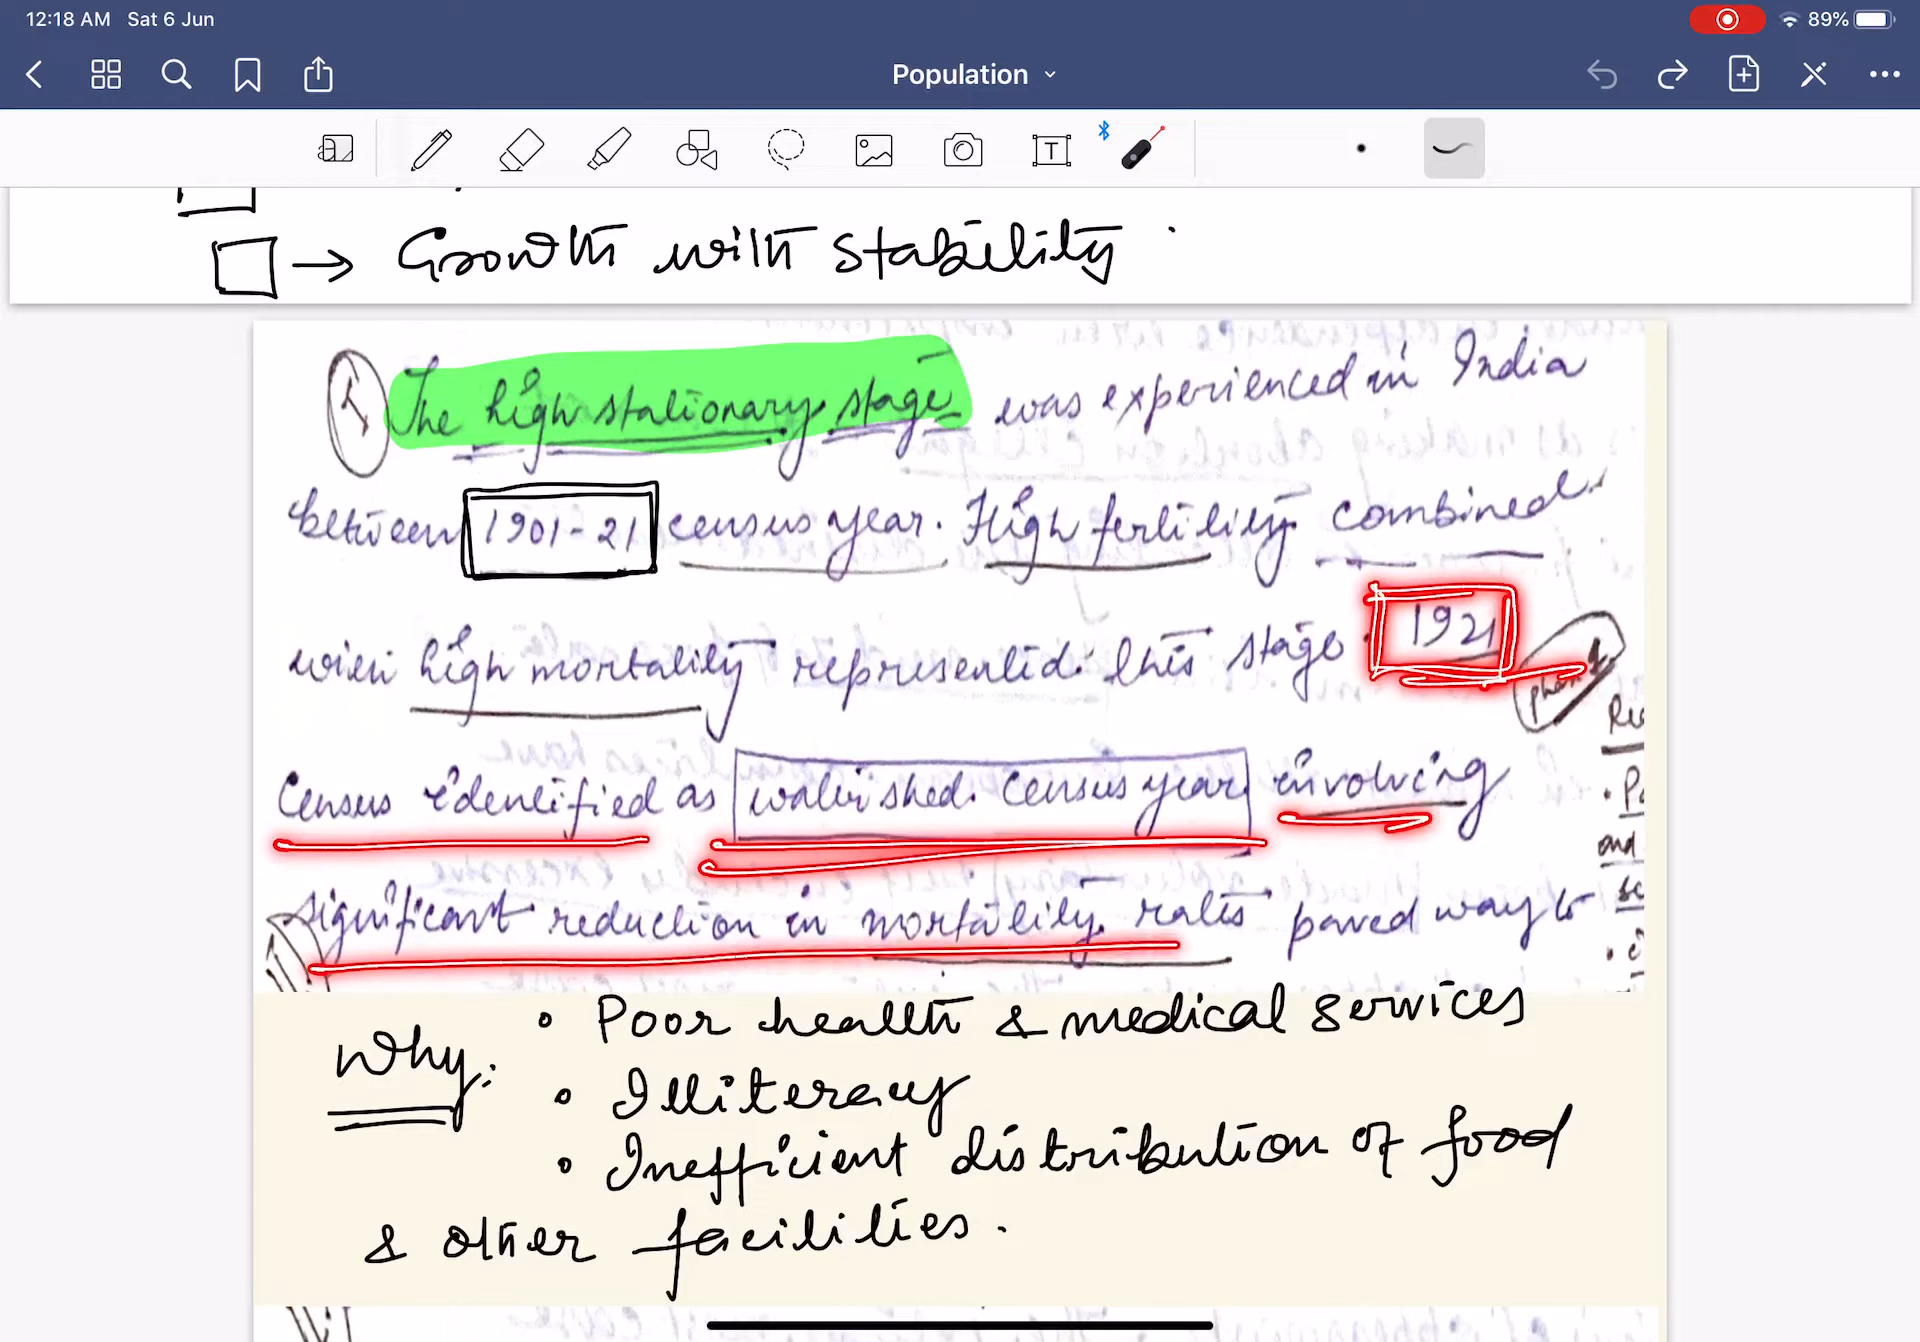 12:18 AM Sat 6 Jun
89%
Population
T
→ Growth with stability
I The high stationary stage was experienced in India
between 1901-21 census year. High fertility combined
with high mortality represented this stage. 1921
phase 1
Census identified as watershed census year involving
and
significant reduction in mortality rates paved way to
Why: • Poor health & medical services
• Illiteracy
• Inefficient distribution of food
& other facilities.